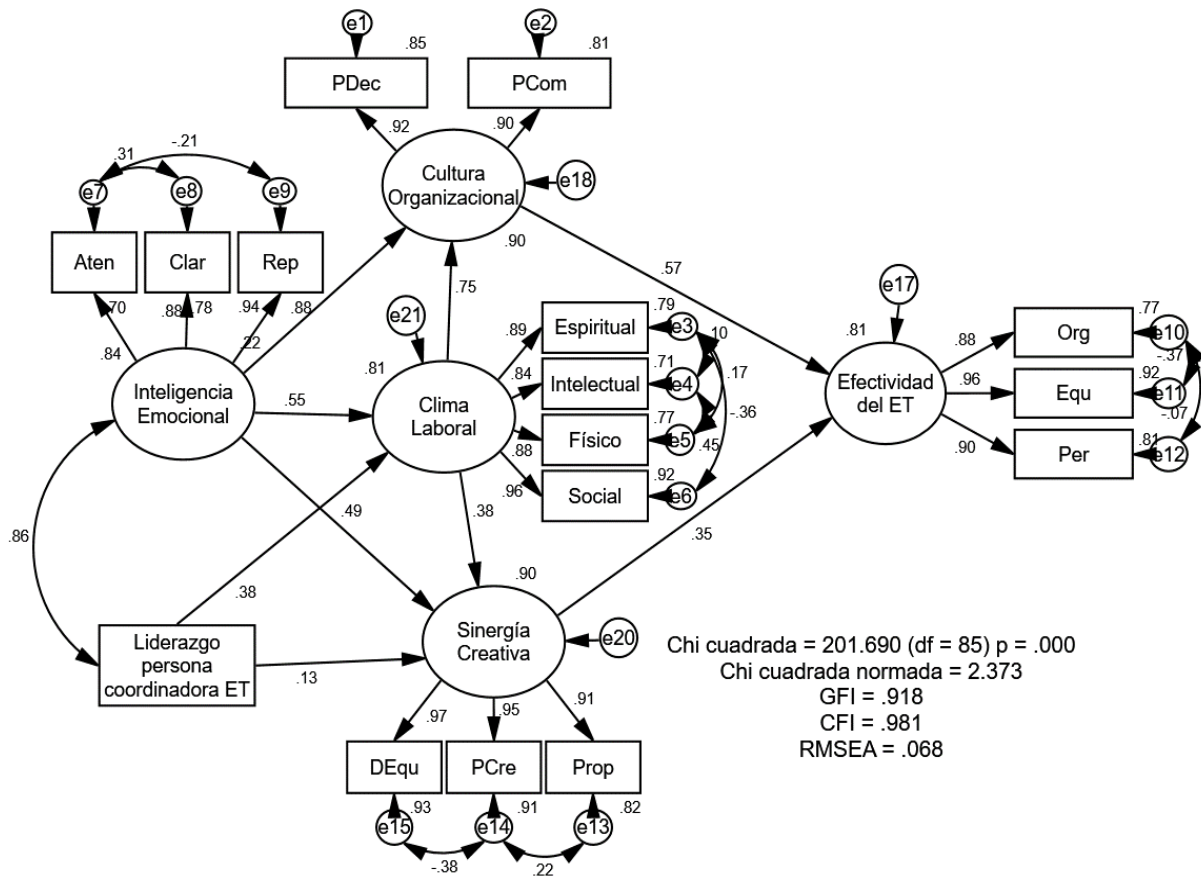 e1
.85
e2
.81
PDec
PCom
.92
.90
-.21
.31
e7
e8
e9
Cultura
Organizacional
e18
.90
Aten
Clar
Rep
.70
.88
.78
.94
.88
.22
.84
.75
.57
e21
.81
Inteligencia
Emocional
.55
Clima
Laboral
.89
.84
.88
.96
Espiritual
.79
e3
.10
Intelectual
.71
e4
.17
-.36
Físico
.77
e5
.45
Social
.92
e6
e17
.81
Efectividad
del ET
.88
.96
.90
Org
.77
e10
-.37
Equ
.92
e11
-.07
Per
.81
e12
.86
.49
.38
.38
.35
.90
Liderazgo
persona
coordinadora ET
.13
Sinergía
Creativa
e20
.97
.95
.91
DEqu
PCre
Prop
.93
.91
.82
e15
e14
e13
-.38
.22
Chi cuadrada = 201.690 (df = 85) p = .000
Chi cuadrada normada = 2.373
GFI = .918
CFI = .981
RMSEA = .068